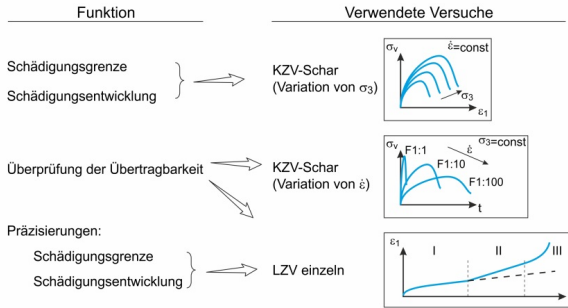 Funktion
Verwendete Versuche
Schädigungsgrenze
Schädigungsentwicklung
KZV-Schar
(Variation von σ₃)
σᵥ
ε̇=const
σ₃
ε₁
Überprüfung der Übertragbarkeit
KZV-Schar
(Variation von ε̇)
σᵥ
σ₃=const
ε̇
F1:1
F1:10
F1:100
t
Präzisierungen:
Schädigungsgrenze
Schädigungsentwicklung
LZV einzeln
ε₁
I
II
III